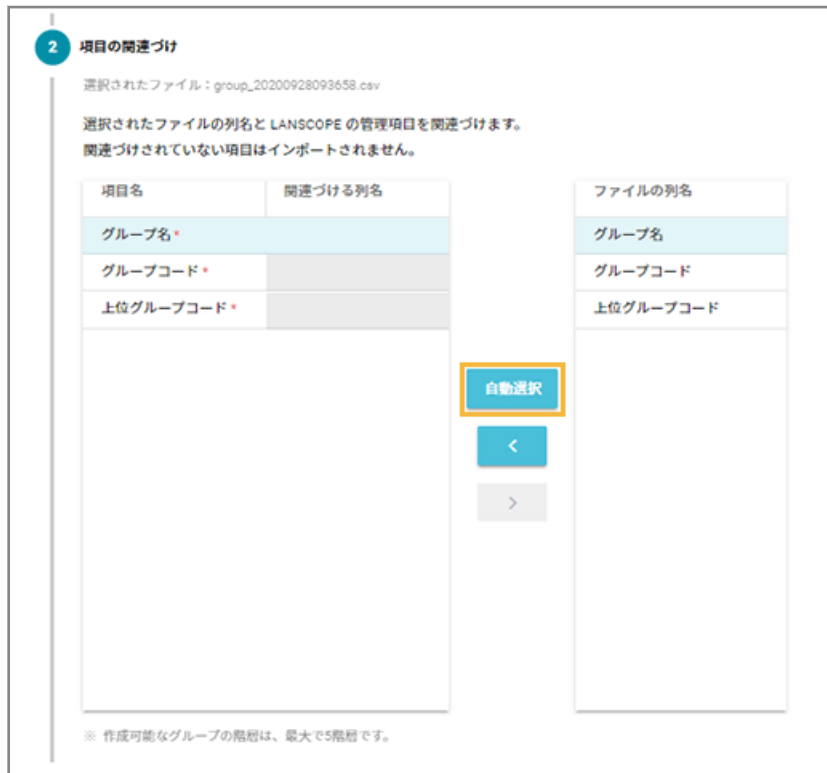 2 項目の関連づけ
選択されたファイル：group_20200928093658.csv
選択されたファイルの列名と LANSCOPE の管理項目を関連づけます。
関連づけされていない項目はインポートされません。
項目名 関連づける列名 ファイルの列名
グループ名* グループ名
グループコード* グループコード
上位グループコード* 上位グループコード
自動選択
<
>
※ 作成可能なグループの階層は、最大で5階層です。